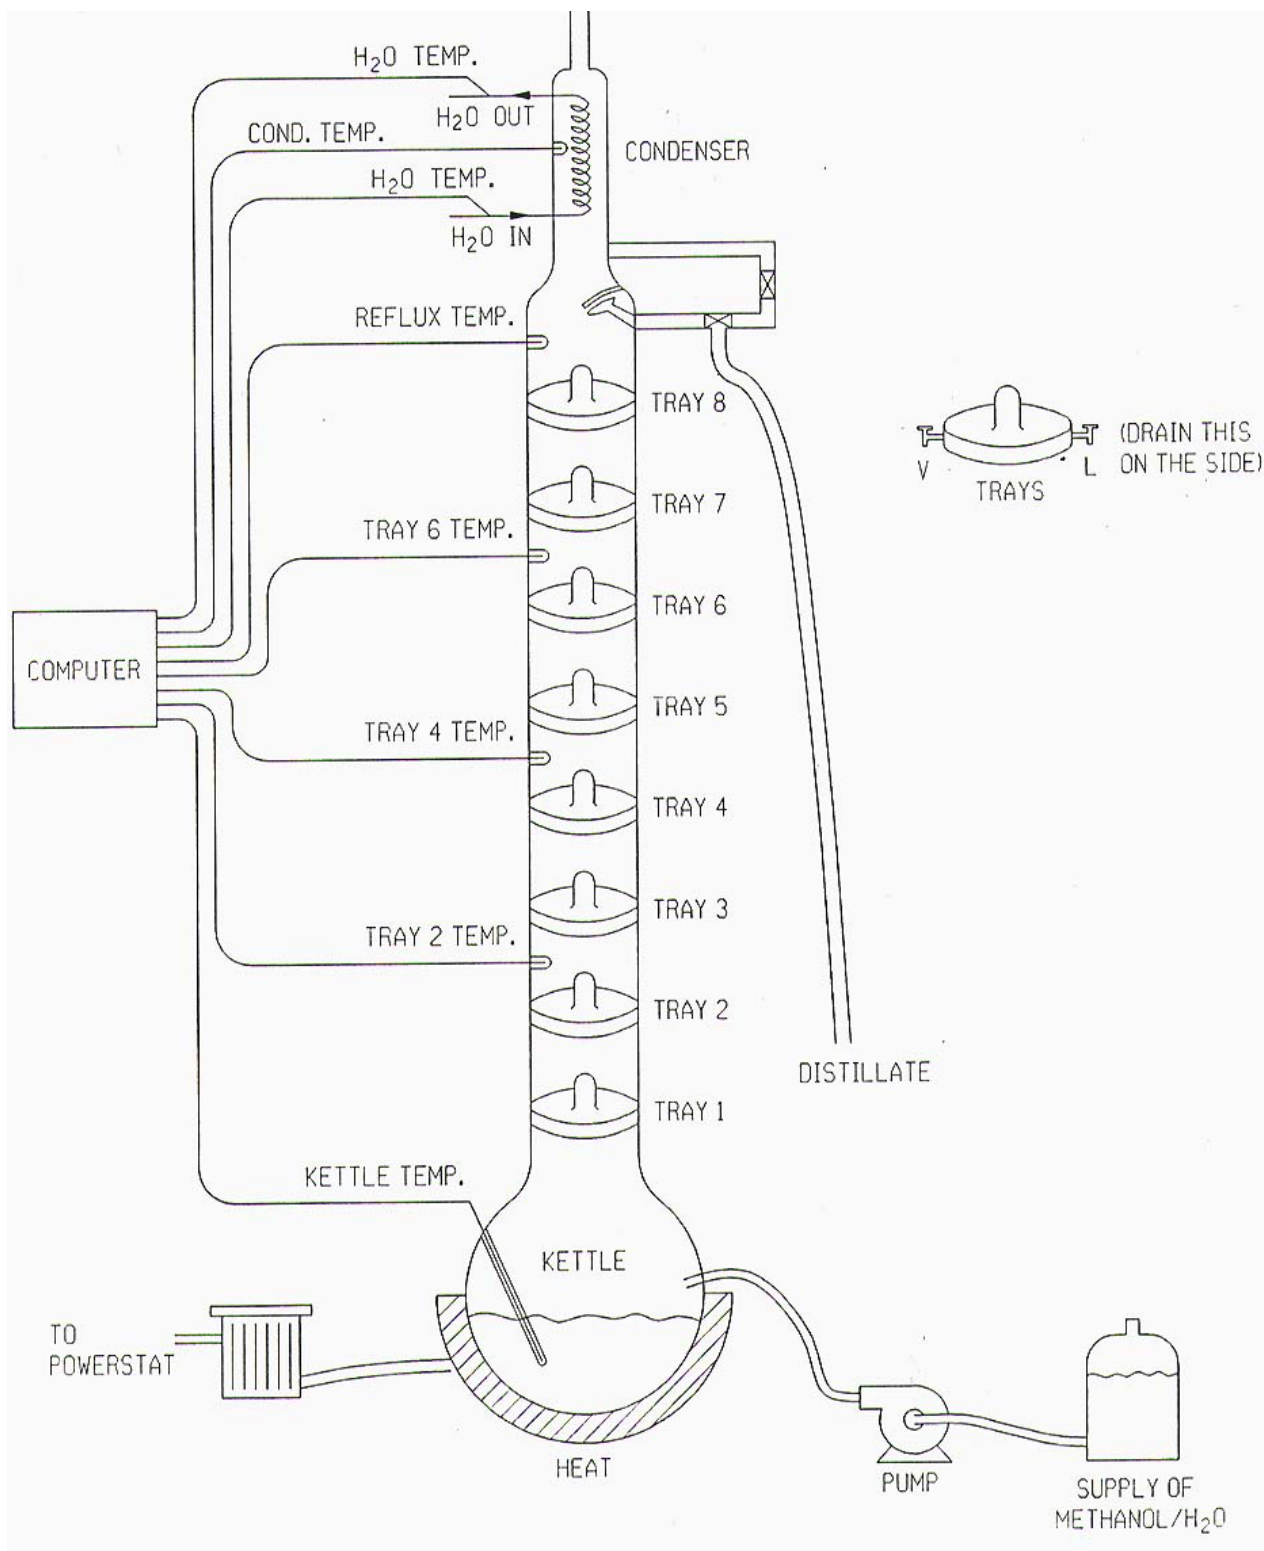 H2O TEMP.
H2O OUT
COND. TEMP.
CONDENSER
H2O TEMP.
H2O IN
REFLUX TEMP.
TRAY 8
(DRAIN THIS
ON THE SIDE)
V
L
TRAYS
TRAY 7
TRAY 6 TEMP.
TRAY 6
COMPUTER
TRAY 5
TRAY 4 TEMP.
TRAY 4
TRAY 3
TRAY 2 TEMP.
TRAY 2
DISTILLATE
TRAY 1
KETTLE TEMP.
KETTLE
TO
POWERSTAT
HEAT
PUMP
SUPPLY OF
METHANOL/H2O